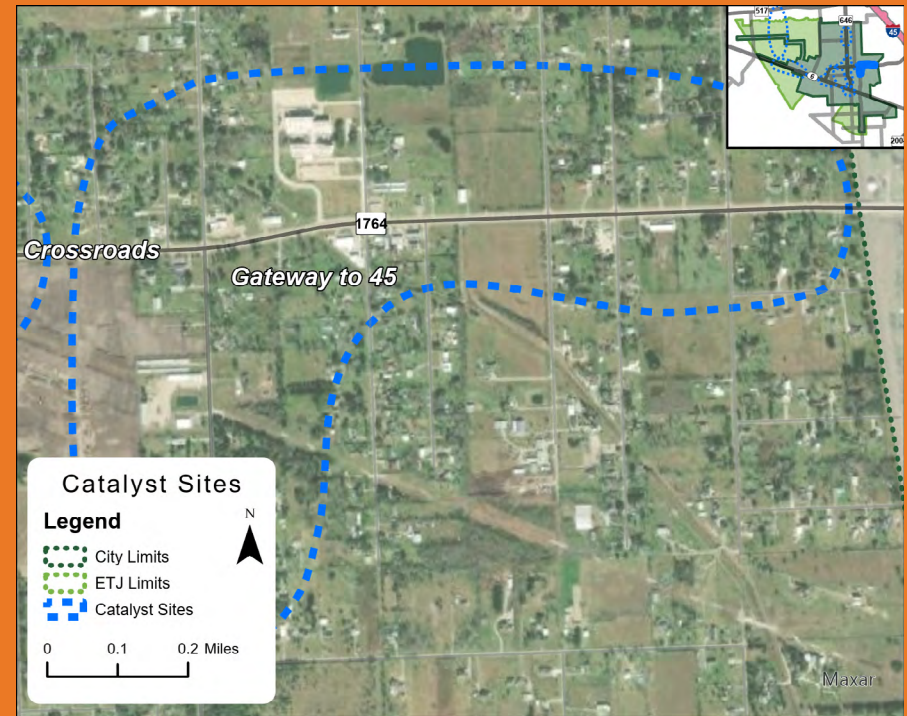 517
646
45
6
200
1764
Crossroads
Gateway to 45
Catalyst Sites
Legend
N
City Limits
ETJ Limits
Catalyst Sites
0 0.1 0.2 Miles
Maxar